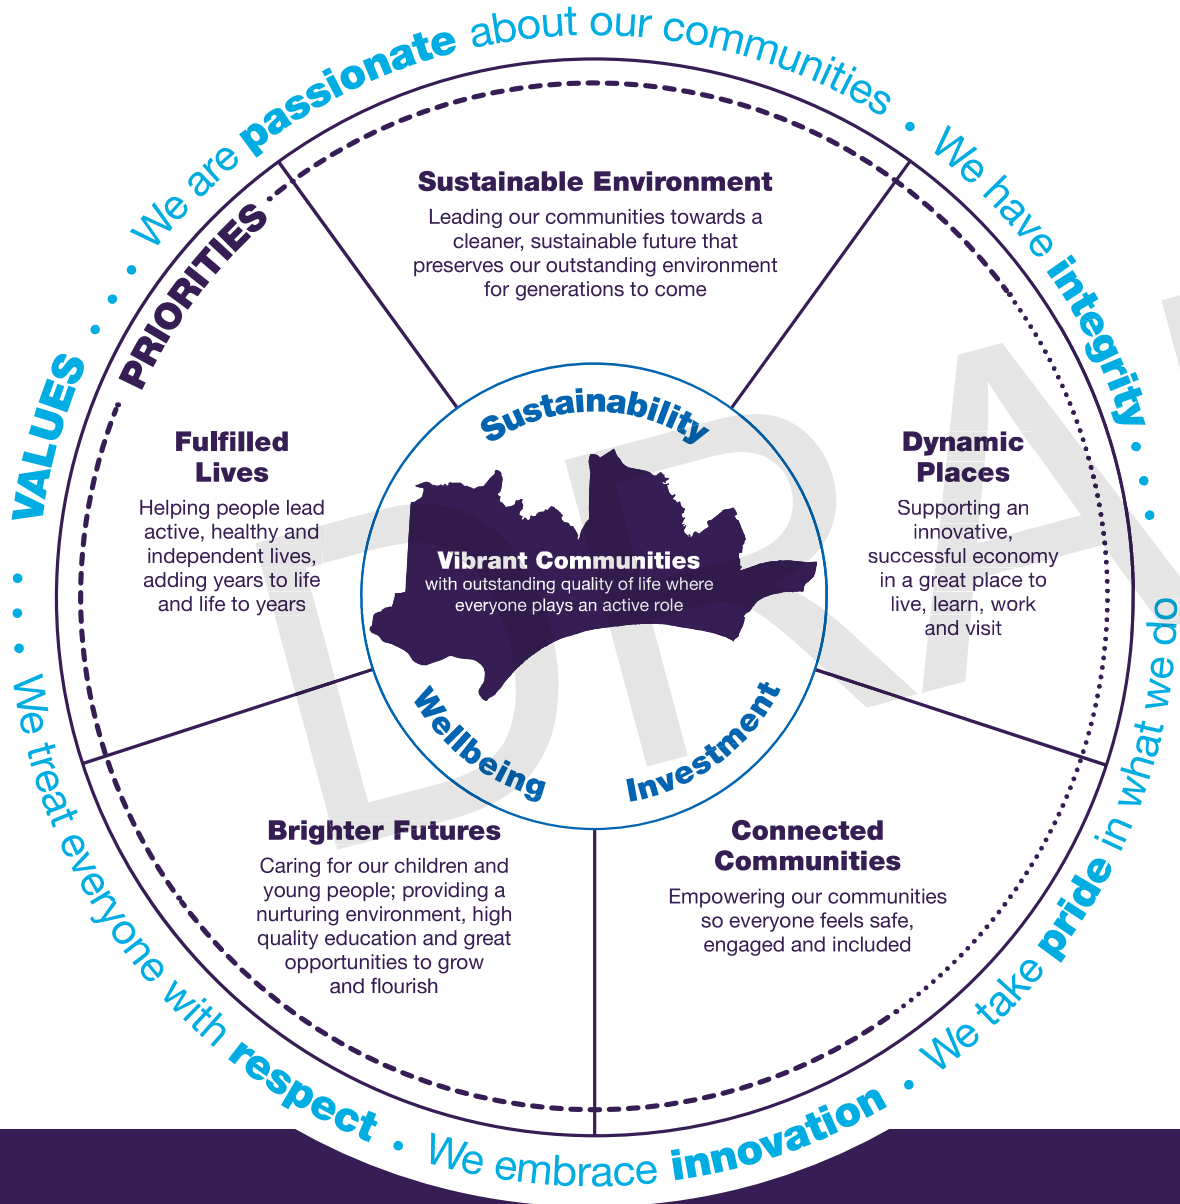 VALUES
We are passionate about our communities • We have integrity
PRIORITIES
Sustainable Environment
Leading our communities towards a
cleaner, sustainable future that
preserves our outstanding environment
for generations to come
Fulfilled
Lives
Helping people lead
active, healthy and
independent lives,
adding years to life
and life to years
Sustainability
Vibrant Communities
with outstanding quality of life where
everyone plays an active role
Wellbeing
Investment
Dynamic
Places
Supporting an
innovative,
successful economy
in a great place to
live, learn, work
and visit
Brighter Futures
Caring for our children and
young people; providing a
nurturing environment, high
quality education and great
opportunities to grow
and flourish
Connected
Communities
Empowering our communities
so everyone feels safe,
engaged and included
We treat everyone with respect • We embrace innovation • We take pride in what we do
DRA